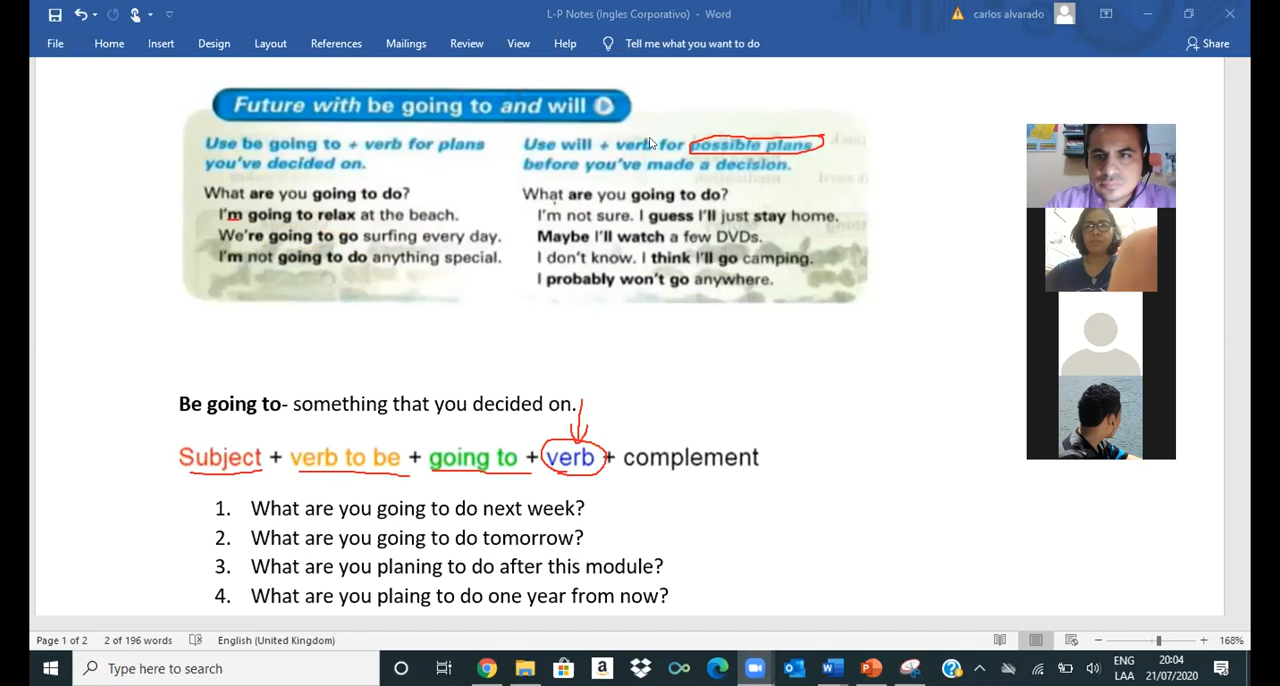 L-P Notes (Ingles Corporativo) - Word
carlos alvarado
File Home Insert Design Layout References Mailings Review View Help Tell me what you want to do Share
Future with be going to and will
Use be going to + verb for plans
you've decided on.
What are you going to do?
I'm going to relax at the beach.
We're going to go surfing every day.
I'm not going to do anything special.
Use will + verb for possible plans
before you've made a decision.
What are you going to do?
I'm not sure. I guess I'll just stay home.
Maybe I'll watch a few DVDs.
I don't know. I think I'll go camping.
I probably won't go anywhere.
Be going to- something that you decided on.
Subject + verb to be + going to + verb + complement
1. What are you going to do next week?
2. What are you going to do tomorrow?
3. What are you planing to do after this module?
4. What are you plaing to do one year from now?
Page 1 of 2 2 of 196 words English (United Kingdom) 168%
Type here to search
ENG 20:04
LAA 21/07/2020